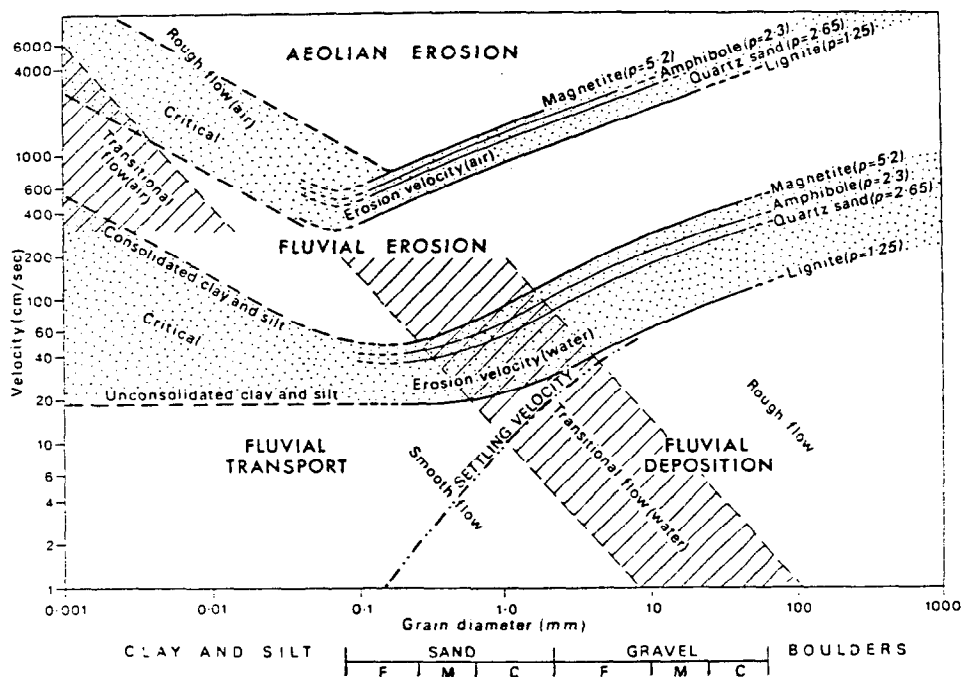 AEOLIAN EROSION
Rough flow (air)
Critical
Transitional
flow (air)
Magnetite (p=5·2)
Amphibole (p=2·3)
Quartz sand (p=2·65)
Lignite (p=1·25)
Erosion velocity (air)
FLUVIAL EROSION
Consolidated clay and silt
Critical
Unconsolidated clay and silt
Magnetite (p=5·2)
Amphibole (p=2·3)
Quartz sand (p=2·65)
Lignite (p=1·25)
Erosion velocity (water)
SETTLING VELOCITY
Transitional flow (water)
Smooth flow
Rough flow
FLUVIAL
TRANSPORT
FLUVIAL
DEPOSITION
Velocity (cm/sec)
6000
4000
1000
600
400
200
100
60
40
20
10
6
4
2
1
0·001 0·01 0·1 1·0 10 100 1000
Grain diameter (mm)
CLAY AND SILT SAND GRAVEL BOULDERS
F M C F M C